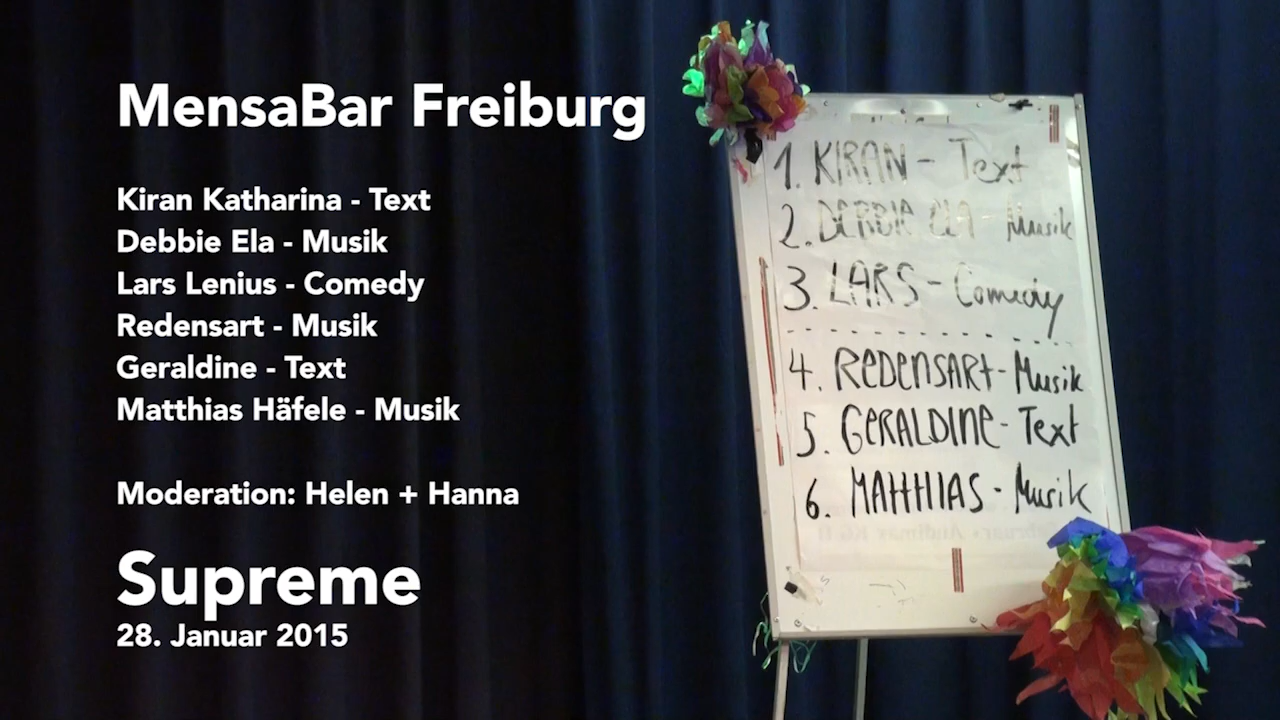 MensaBar Freiburg
Kiran Katharina - Text
Debbie Ela - Musik
Lars Lenius - Comedy
Redensart - Musik
Geraldine - Text
Matthias Häfele - Musik
Moderation: Helen + Hanna
Supreme
28. Januar 2015
1. KIRAN - Text
2. DEBBIE ELA - Musik
3. LARS - Comedy
4. REDENSART - Musik
5. GERALDINE - Text
6. MATTHIAS - Musik